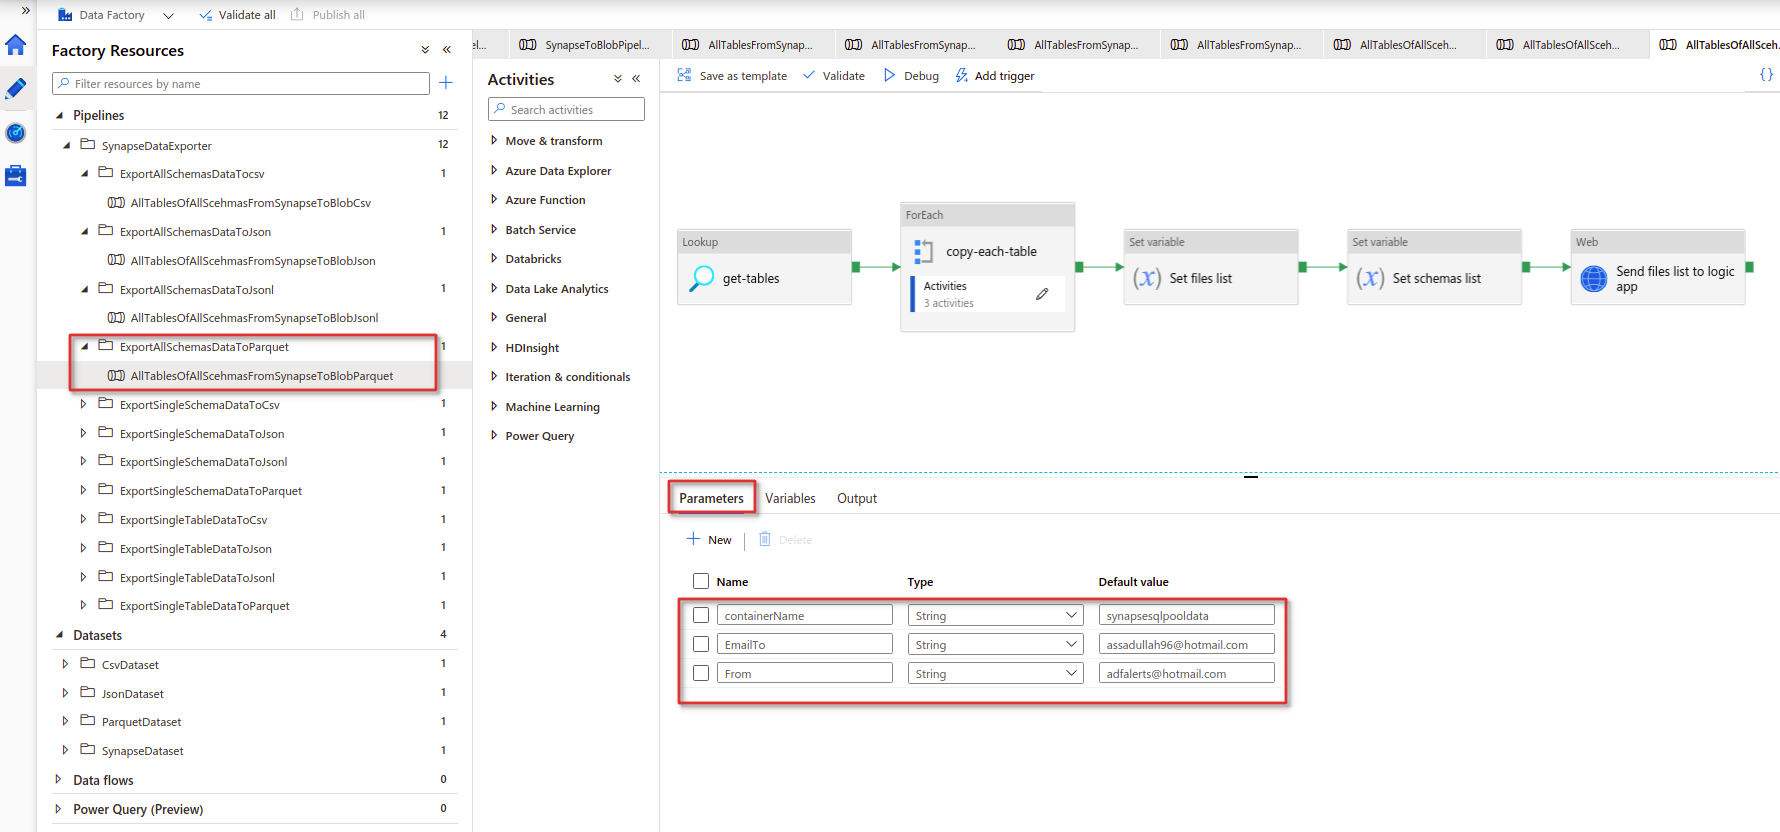 Data Factory
Validate all
Publish all
Factory Resources
Filter resources by name
Pipelines 12
SynapseDataExporter 12
ExportAllSchemasDataTocsv 1
AllTablesOfAllScehmasFromSynapseToBlobCsv
ExportAllSchemasDataToJson 1
AllTablesOfAllScehmasFromSynapseToBlobJson
ExportAllSchemasDataToJsonl 1
AllTablesOfAllScehmasFromSynapseToBlobJsonl
ExportAllSchemasDataToParquet 1
AllTablesOfAllScehmasFromSynapseToBlobParquet
ExportSingleSchemaDataToCsv 1
ExportSingleSchemaDataToJson 1
ExportSingleSchemaDataToJsonl 1
ExportSingleSchemaDataToParquet 1
ExportSingleTableDataToCsv 1
ExportSingleTableDataToJson 1
ExportSingleTableDataToJsonl 1
ExportSingleTableDataToParquet 1
Datasets 4
CsvDataset 1
JsonDataset 1
ParquetDataset 1
SynapseDataset 1
Data flows 0
Power Query (Preview) 0
el...
SynapseToBlobPipel...
AllTablesFromSynap...
AllTablesFromSynap...
AllTablesFromSynap...
AllTablesFromSynap...
AllTablesOfAllSceh...
AllTablesOfAllSceh...
AllTablesOfAllSceh.
Activities
Search activities
Move & transform
Azure Data Explorer
Azure Function
Batch Service
Databricks
Data Lake Analytics
General
HDInsight
Iteration & conditionals
Machine Learning
Power Query
Save as template
Validate
Debug
Add trigger
{}
Lookup
get-tables
ForEach
copy-each-table
Activities
3 activities
Set variable
(x) Set files list
Set variable
(x) Set schemas list
Web
Send files list to logic
app
Parameters Variables Output
New Delete
Name Type Default value
containerName String synapsesqlpooldata
EmailTo String assadullah96@hotmail.com
From String adfalerts@hotmail.com